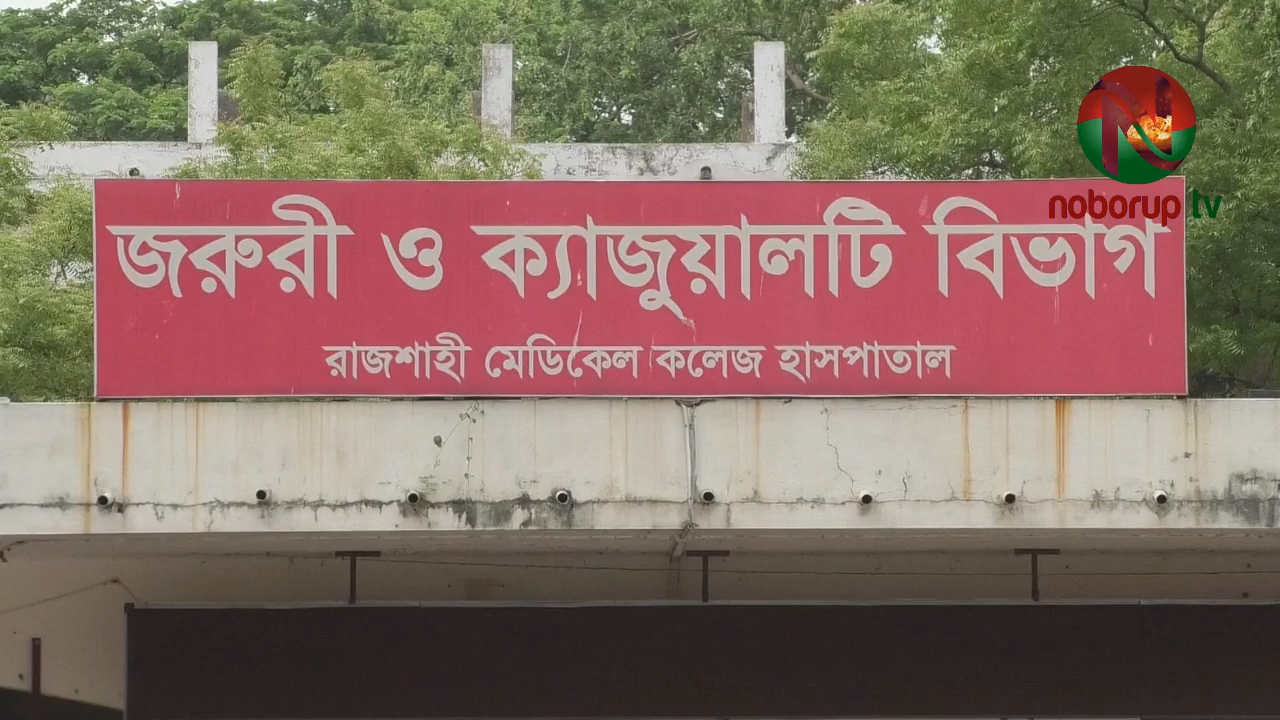 জরুরী ও ক্যাজুয়ালটি বিভাগ
রাজশাহী মেডিকেল কলেজ হাসপাতাল
noborup tv